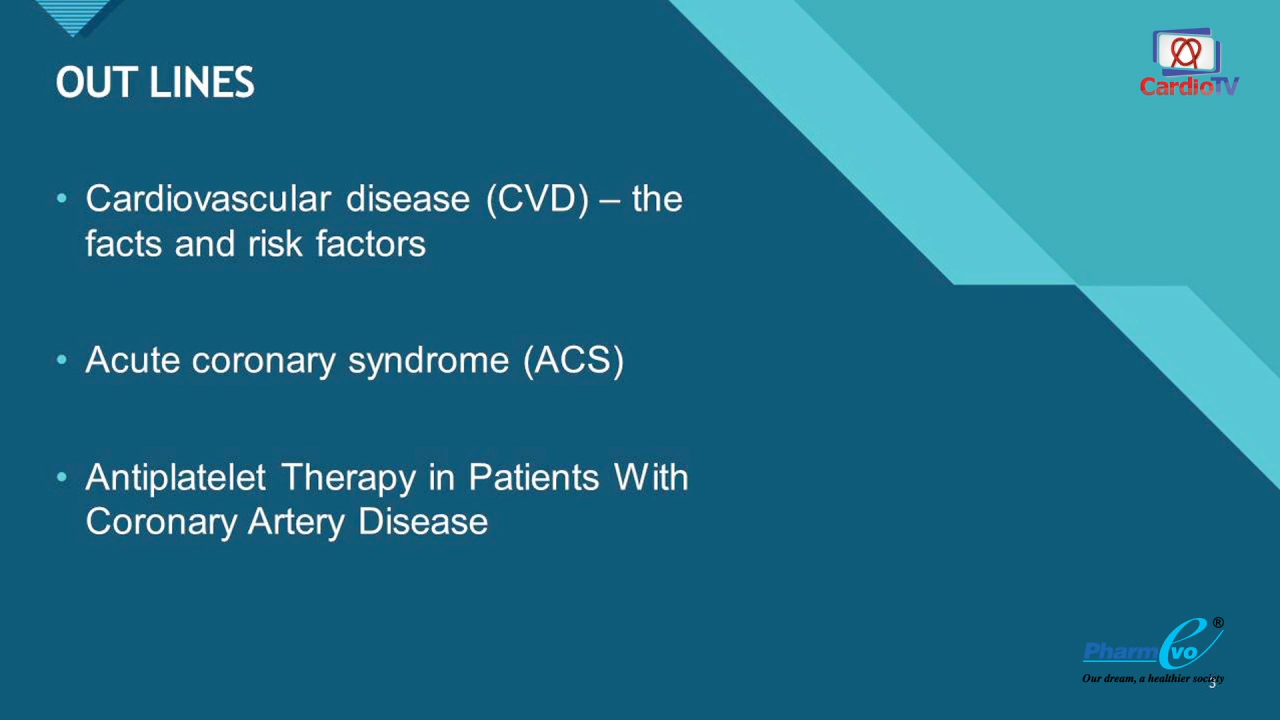 OUT LINES
CardioTV
• Cardiovascular disease (CVD) – the
facts and risk factors
• Acute coronary syndrome (ACS)
• Antiplatelet Therapy in Patients With
Coronary Artery Disease
PharmEvo®
Our dream, a healthier society
3